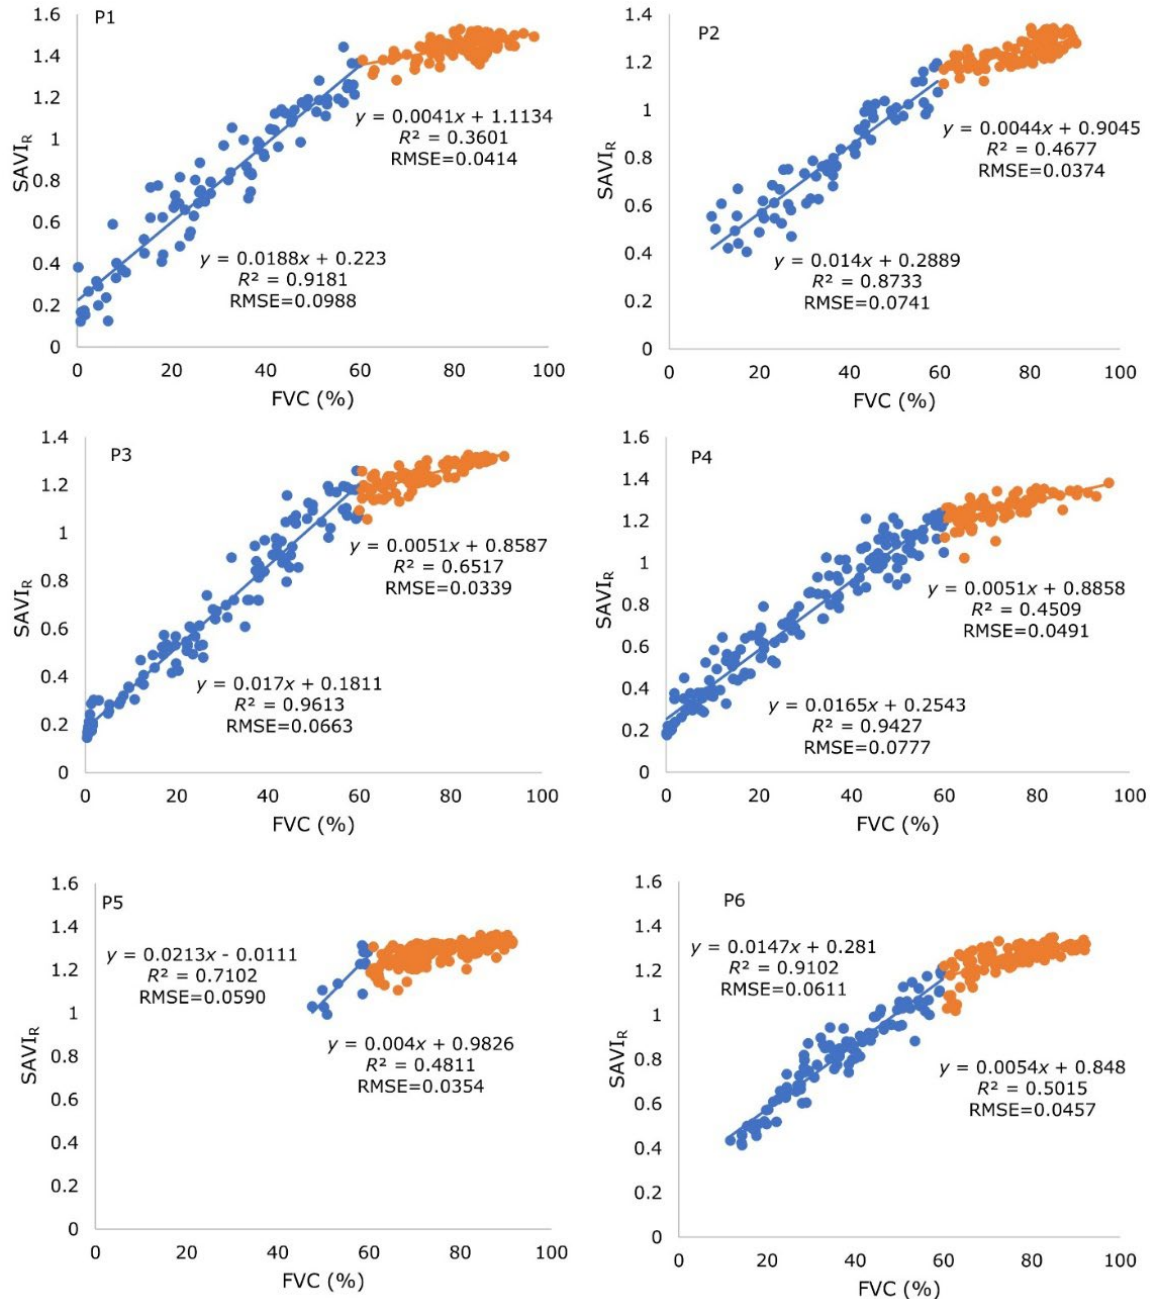 P1
1.6
1.4
1.2
1
0.8
0.6
0.4
0.2
0
SAVI_R
y = 0.0041x + 1.1134
R² = 0.3601
RMSE=0.0414
y = 0.0188x + 0.223
R² = 0.9181
RMSE=0.0988
0 20 40 60 80 100
FVC (%)
P2
1.4
1.2
1
0.8
0.6
0.4
0.2
0
SAVI_R
y = 0.0044x + 0.9045
R² = 0.4677
RMSE=0.0374
y = 0.014x + 0.2889
R² = 0.8733
RMSE=0.0741
0 20 40 60 80 100
FVC (%)
P3
1.4
1.2
1
0.8
0.6
0.4
0.2
0
SAVI_R
y = 0.0051x + 0.8587
R² = 0.6517
RMSE=0.0339
y = 0.017x + 0.1811
R² = 0.9613
RMSE=0.0663
0 20 40 60 80 100
FVC (%)
P4
1.6
1.4
1.2
1
0.8
0.6
0.4
0.2
0
SAVI_R
y = 0.0051x + 0.8858
R² = 0.4509
RMSE=0.0491
y = 0.0165x + 0.2543
R² = 0.9427
RMSE=0.0777
0 20 40 60 80 100
FVC (%)
P5
1.6
1.4
1.2
1
0.8
0.6
0.4
0.2
0
SAVI_R
y = 0.0213x - 0.0111
R² = 0.7102
RMSE=0.0590
y = 0.004x + 0.9826
R² = 0.4811
RMSE=0.0354
0 20 40 60 80 100
FVC (%)
P6
1.6
1.4
1.2
1
0.8
0.6
0.4
0.2
0
SAVI_R
y = 0.0147x + 0.281
R² = 0.9102
RMSE=0.0611
y = 0.0054x + 0.848
R² = 0.5015
RMSE=0.0457
0 20 40 60 80 100
FVC (%)